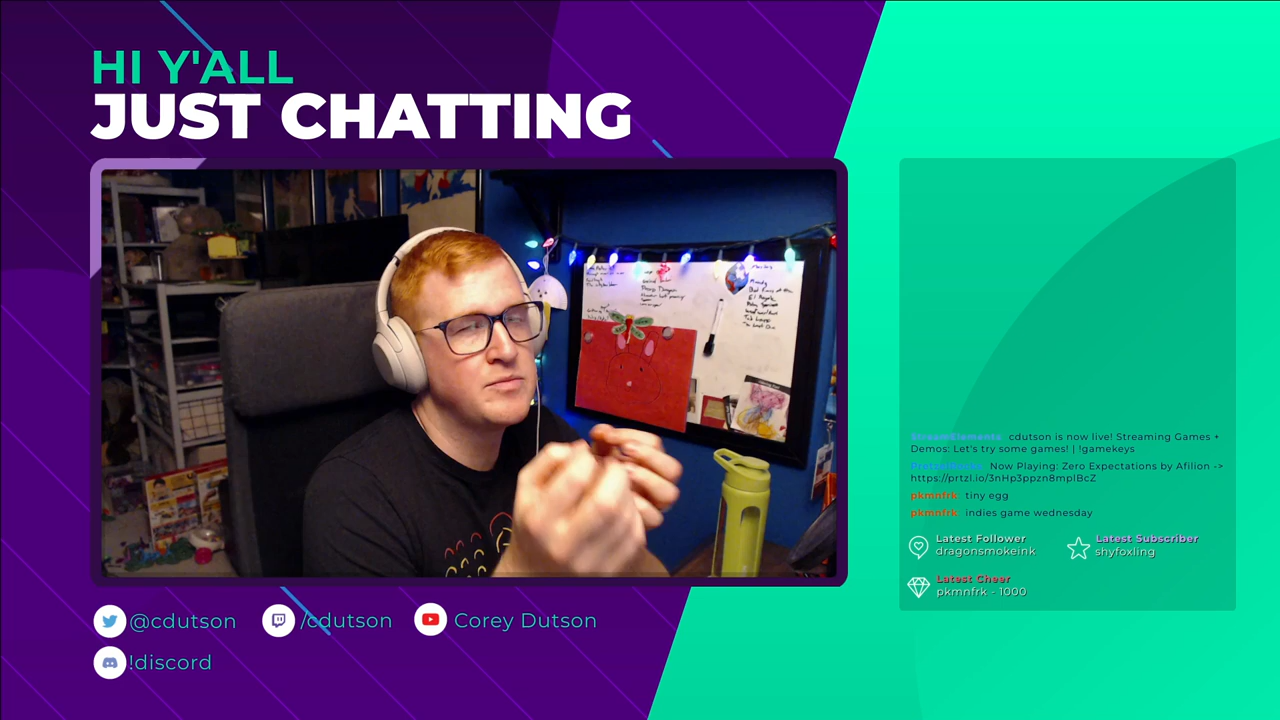 HI Y'ALL
JUST CHATTING
StreamElements cdutson is now live! Streaming Games +
Demos: Let's try some games! | !gamekeys
Now Playing: Zero Expectations by Afilion ->
https://prtzl.io/3nHp3ppzn8mplBcZ
pkmnfrk tiny egg
pkmnfrk indies game wednesday
Latest Follower
dragonsmokeink
Latest Subscriber
shyfoxling
Latest Cheer
pkmnfrk - 1000
@cdutson
/cdutson
Corey Dutson
!discord